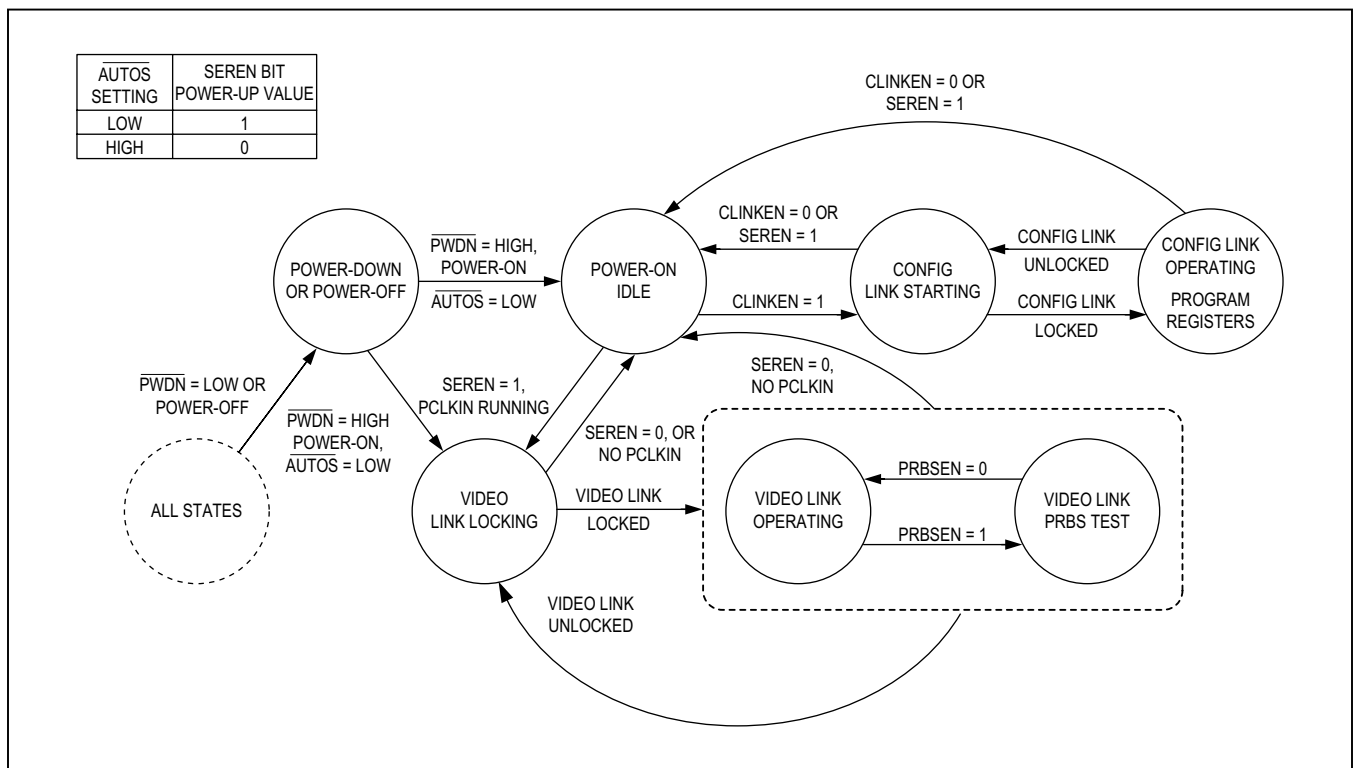 AUTOS
SETTING
SEREN BIT
POWER-UP VALUE
LOW
1
HIGH
0
CLINKEN = 0 OR
SEREN = 1
POWER-DOWN
OR POWER-OFF
PWDN = HIGH,
POWER-ON
AUTOS = LOW
POWER-ON
IDLE
CLINKEN = 0 OR
SEREN = 1
CLINKEN = 1
CONFIG
LINK STARTING
CONFIG LINK
UNLOCKED
CONFIG LINK
LOCKED
CONFIG LINK
OPERATING
PROGRAM
REGISTERS
PWDN = LOW OR
POWER-OFF
PWDN = HIGH
POWER-ON,
AUTOS = LOW
SEREN = 1,
PCLKIN RUNNING
SEREN = 0, OR
NO PCLKIN
SEREN = 0,
NO PCLKIN
ALL STATES
VIDEO
LINK LOCKING
VIDEO LINK
LOCKED
VIDEO LINK
OPERATING
PRBSEN = 0
PRBSEN = 1
VIDEO LINK
PRBS TEST
VIDEO LINK
UNLOCKED